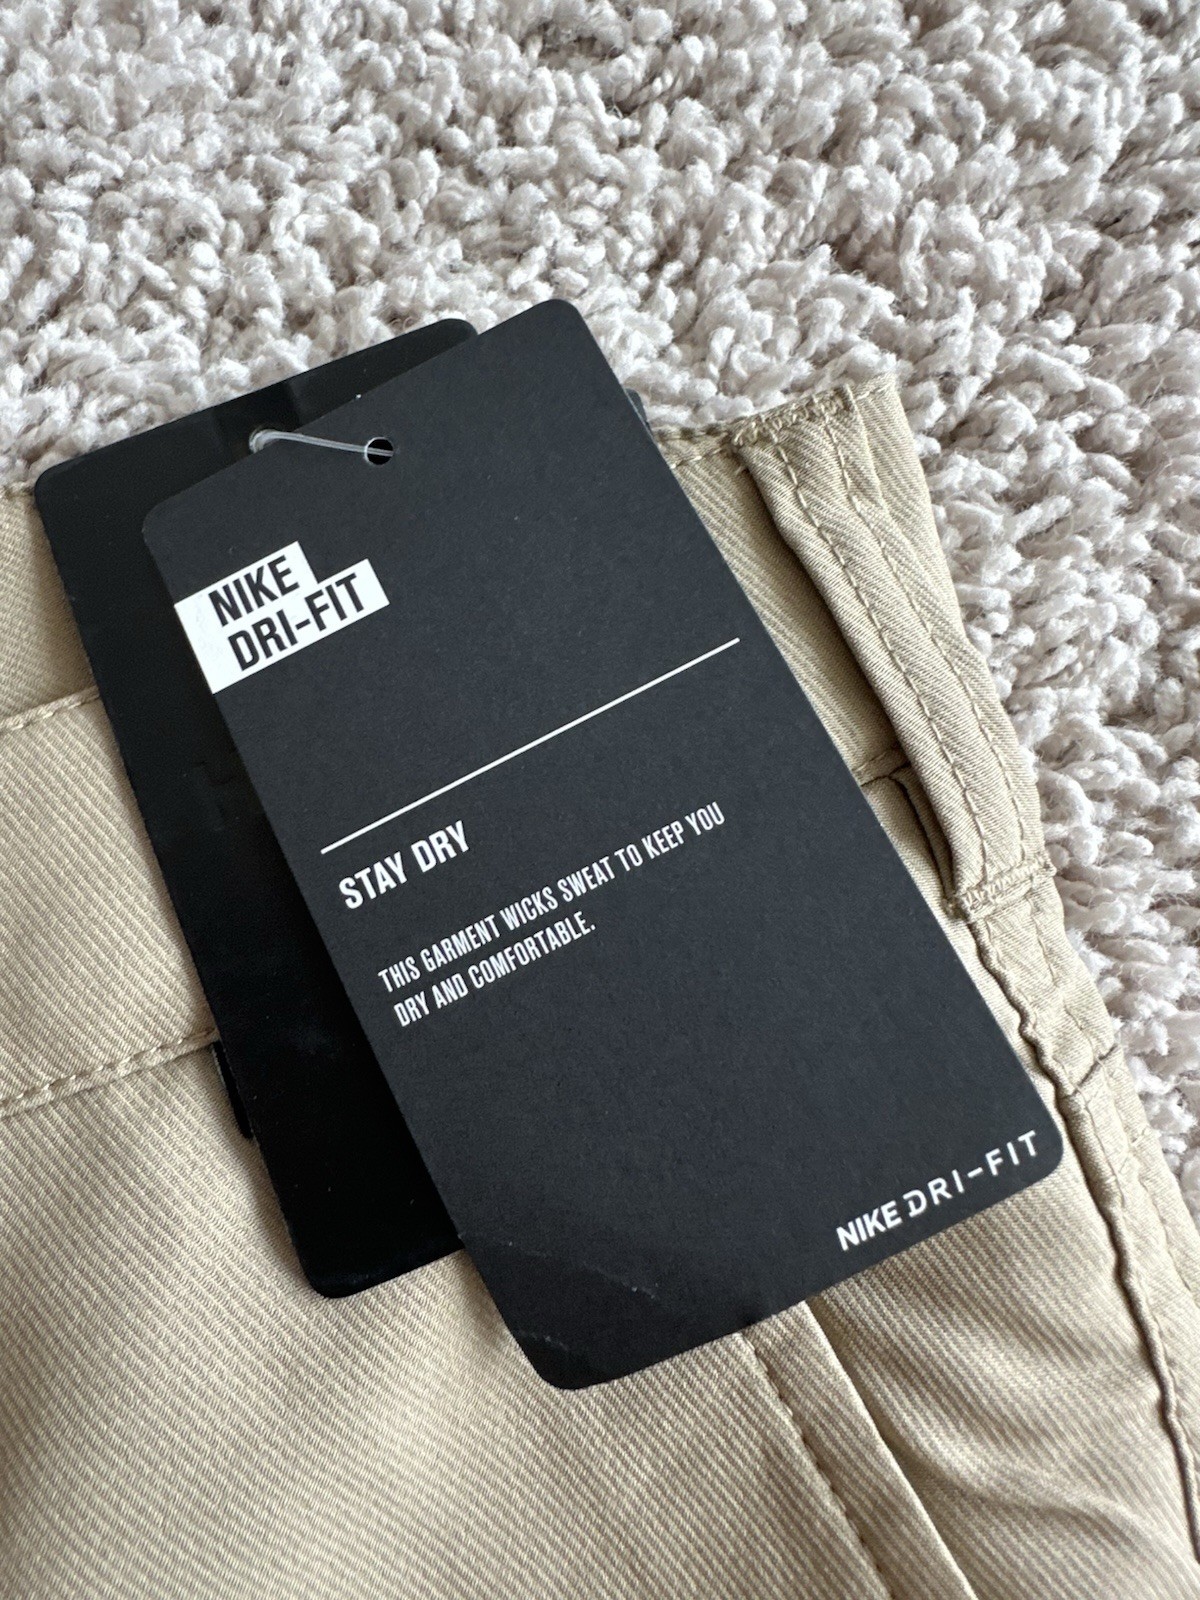 NIKE
DRI-FIT
STAY DRY
THIS GARMENT WICKS SWEAT TO KEEP YOU
DRY AND COMFORTABLE.
NIKE DRI-FIT